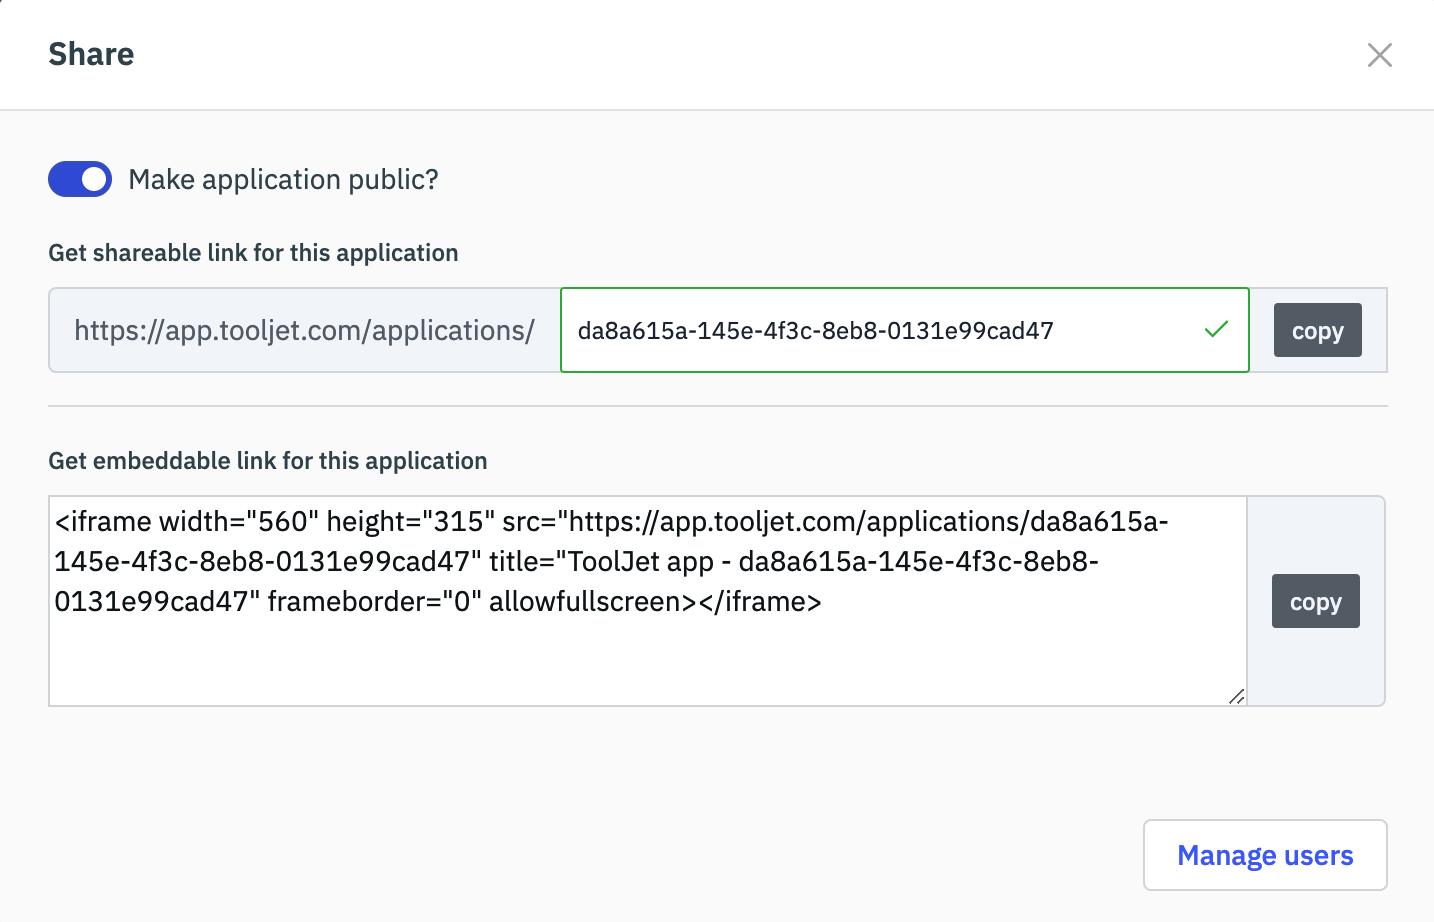 Share
Make application public?
Get shareable link for this application
https://app.tooljet.com/applications/ da8a615a-145e-4f3c-8eb8-0131e99cad47 copy
Get embeddable link for this application
<iframe width="560" height="315" src="https://app.tooljet.com/applications/da8a615a-
145e-4f3c-8eb8-0131e99cad47" title="ToolJet app - da8a615a-145e-4f3c-8eb8-
0131e99cad47" frameborder="0" allowfullscreen></iframe>
copy
Manage users